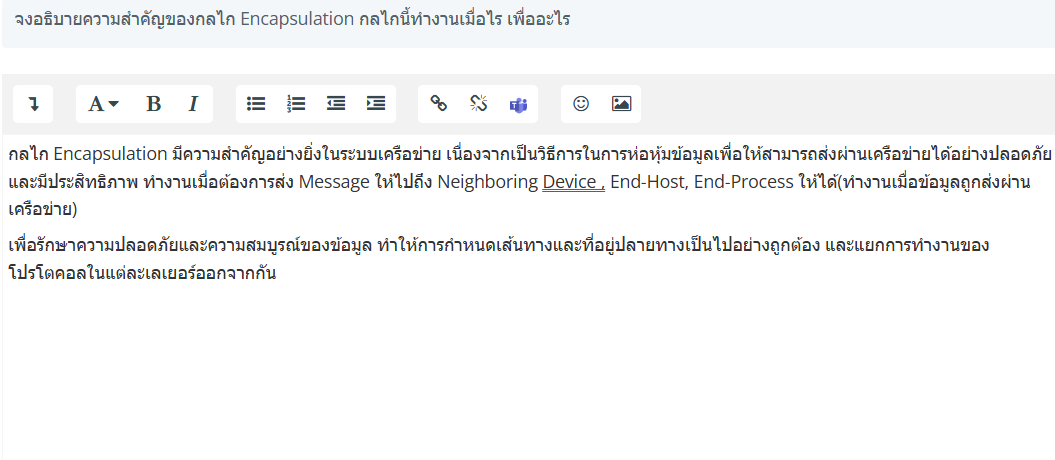 จงอธิบายความสำคัญของกลไก Encapsulation กลไกนี้ทำงานเมื่อไร เพื่ออะไร
A B I
กลไก Encapsulation มีความสำคัญอย่างยิ่งในระบบเครือข่าย เนื่องจากเป็นวิธีการในการห่อหุ้มข้อมูลเพื่อให้สามารถส่งผ่านเครือข่ายได้อย่างปลอดภัย
และมีประสิทธิภาพ ทำงานเมื่อต้องการส่ง Message ให้ไปถึง Neighboring Device , End-Host, End-Process ให้ได้(ทำงานเมื่อข้อมูลถูกส่งผ่าน
เครือข่าย)
เพื่อรักษาความปลอดภัยและความสมบูรณ์ของข้อมูล ทำให้การกำหนดเส้นทางและที่อยู่ปลายทางเป็นไปอย่างถูกต้อง และแยกการทำงานของ
โปรโตคอลในแต่ละเลเยอร์ออกจากกัน